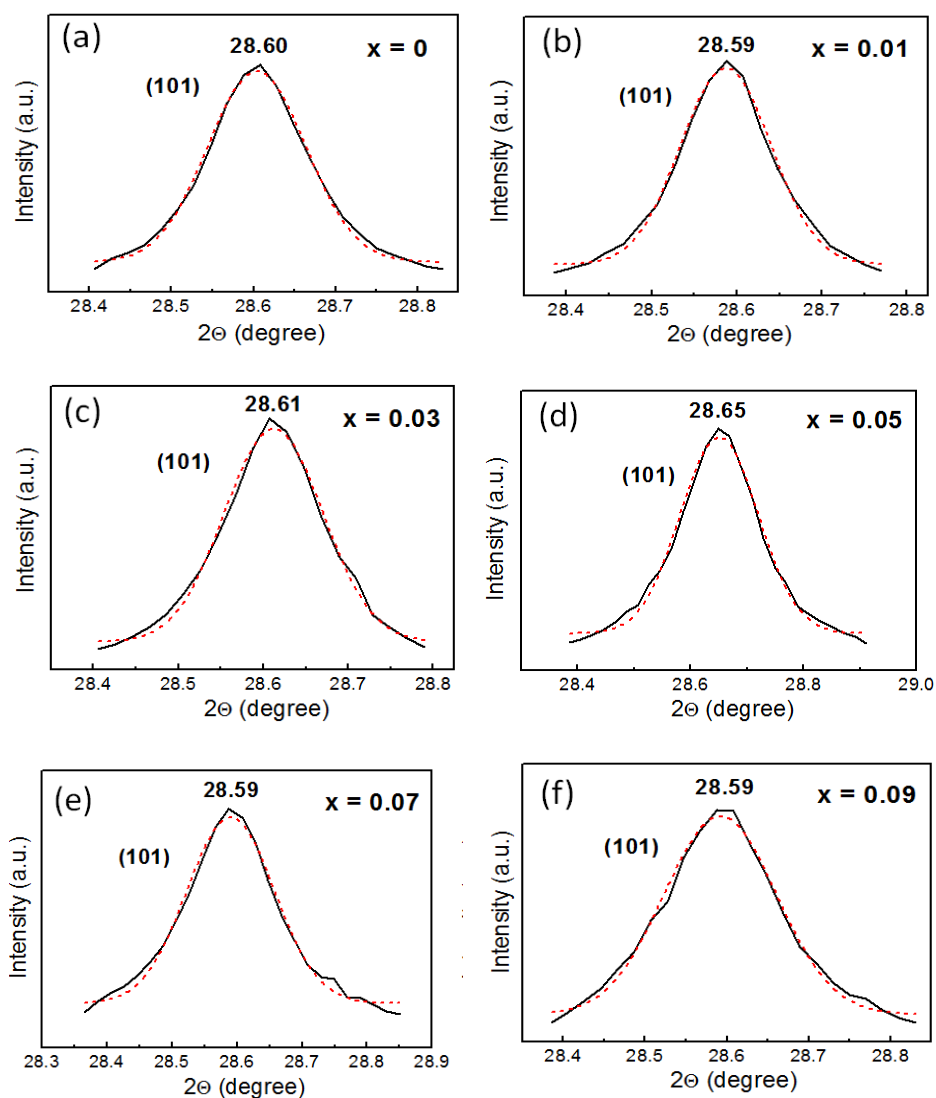 (a)
28.60
x = 0
(101)
Intensity (a.u.)
28.4 28.5 28.6 28.7 28.8
2Θ (degree)
(b)
28.59
x = 0.01
(101)
Intensity (a.u.)
28.4 28.5 28.6 28.7 28.8
2Θ (degree)
(c)
28.61
x = 0.03
(101)
Intensity (a.u.)
28.4 28.5 28.6 28.7 28.8
2Θ (degree)
(d)
28.65
x = 0.05
(101)
Intensity (a.u.)
28.4 28.6 28.8 29.0
2Θ (degree)
(e)
28.59
x = 0.07
(101)
Intensity (a.u.)
28.3 28.4 28.5 28.6 28.7 28.8 28.9
2Θ (degree)
(f)
28.59
x = 0.09
(101)
Intensity (a.u.)
28.4 28.5 28.6 28.7 28.8
2Θ (degree)